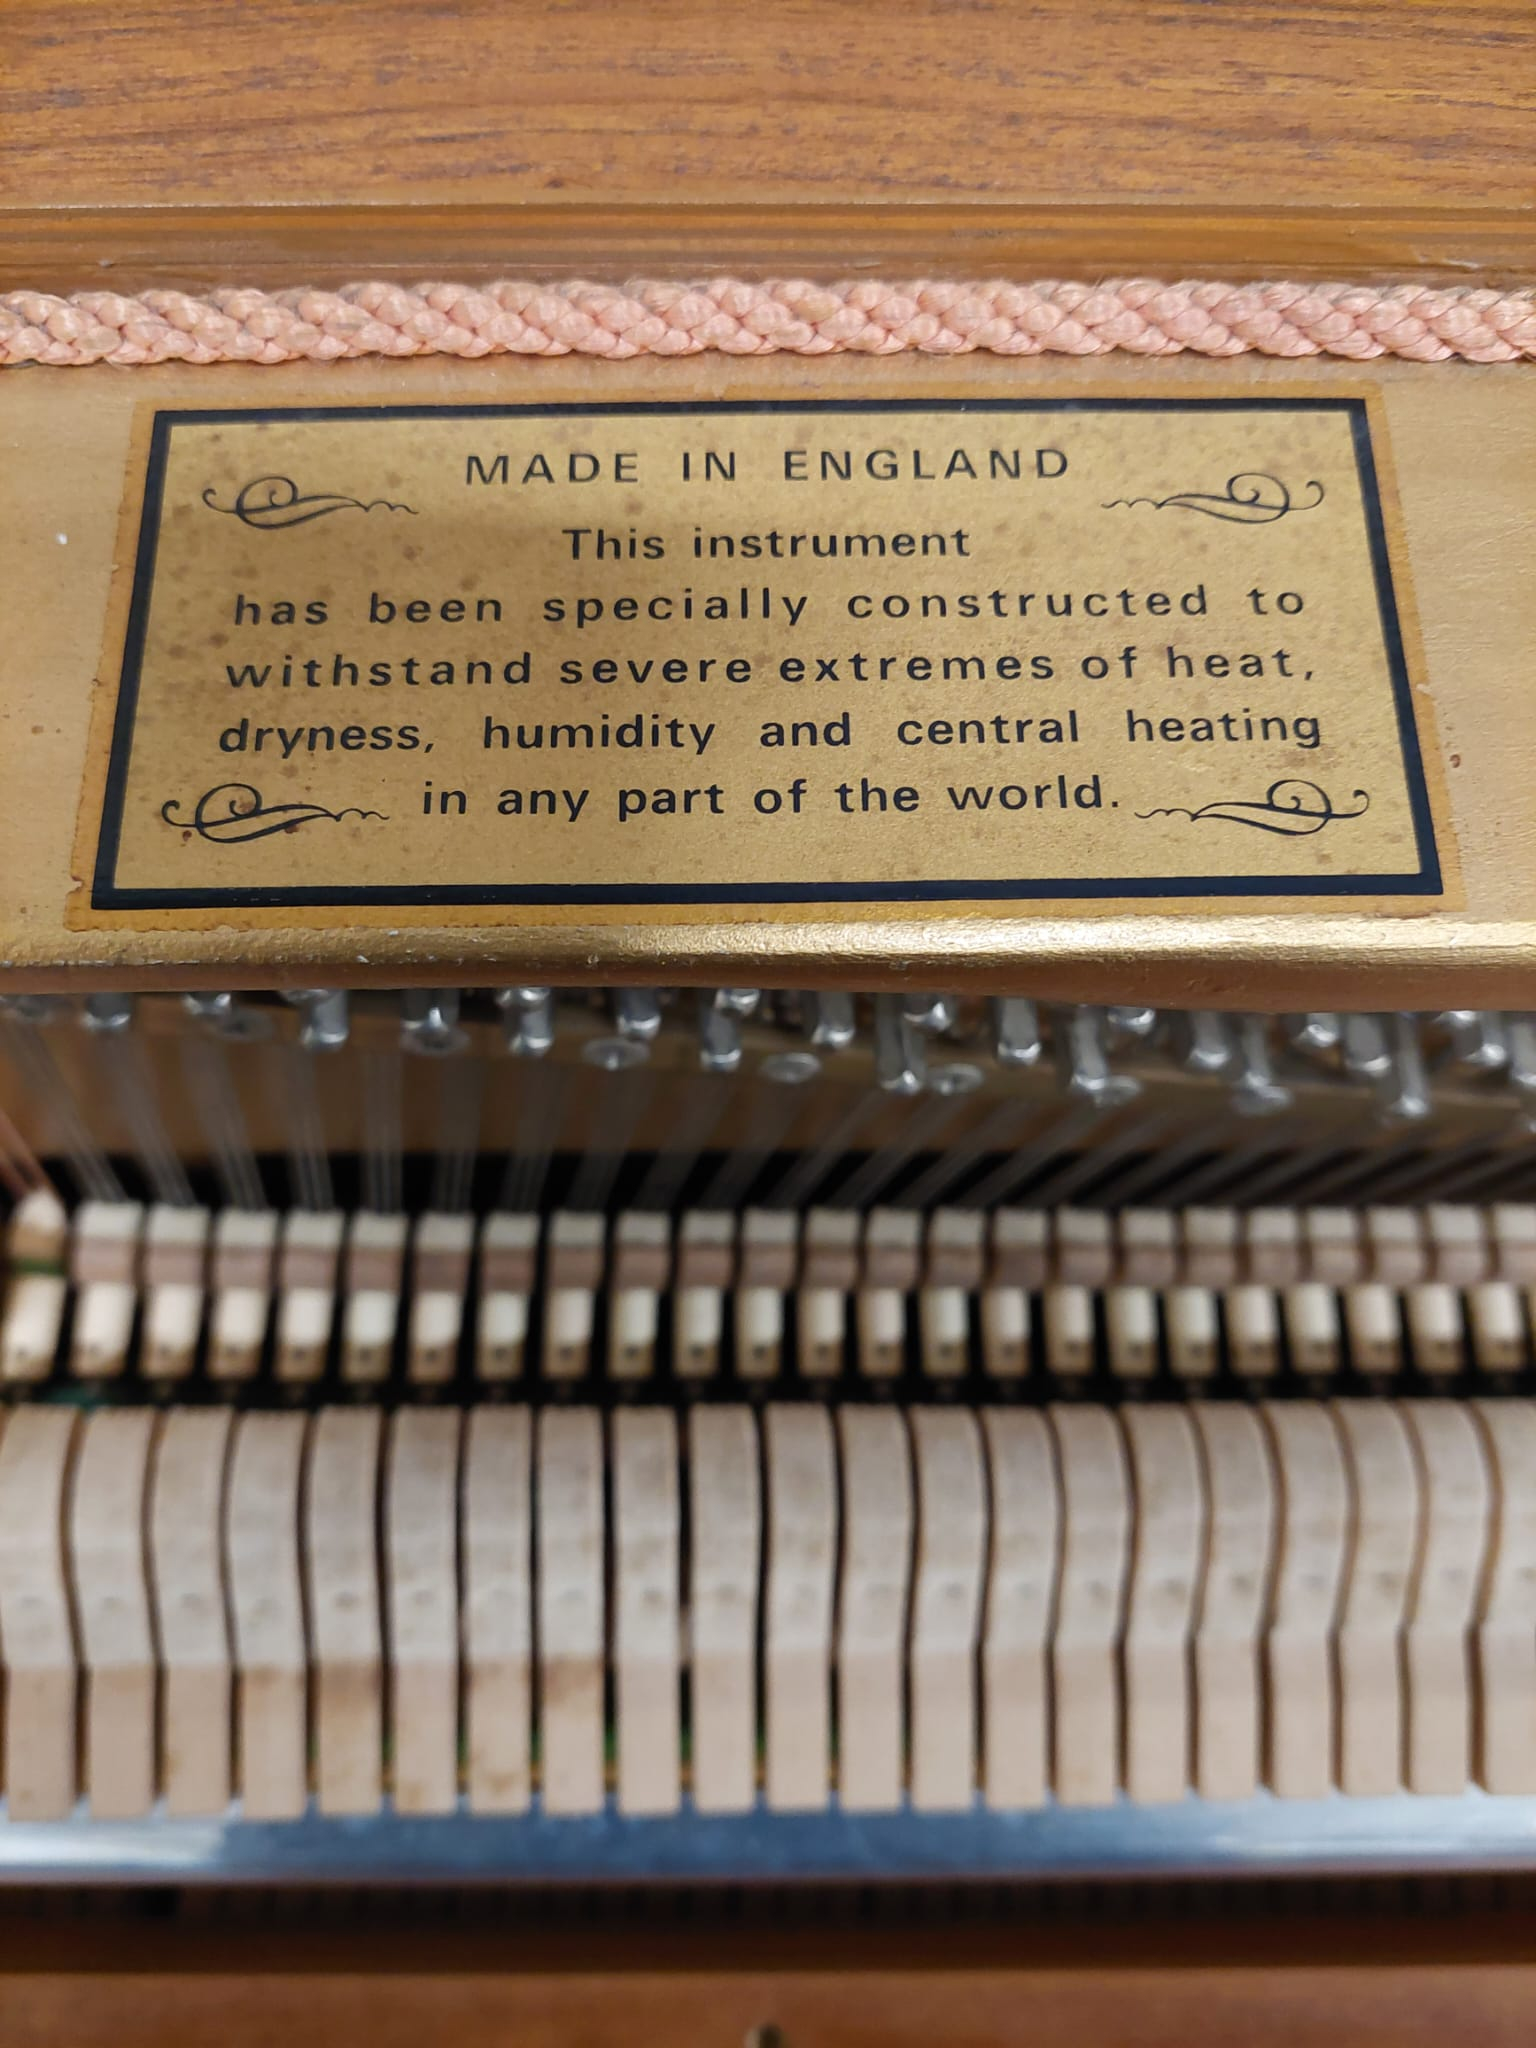 MADE IN ENGLAND
This instrument
has been specially constructed to
withstand severe extremes of heat,
dryness, humidity and central heating
in any part of the world.